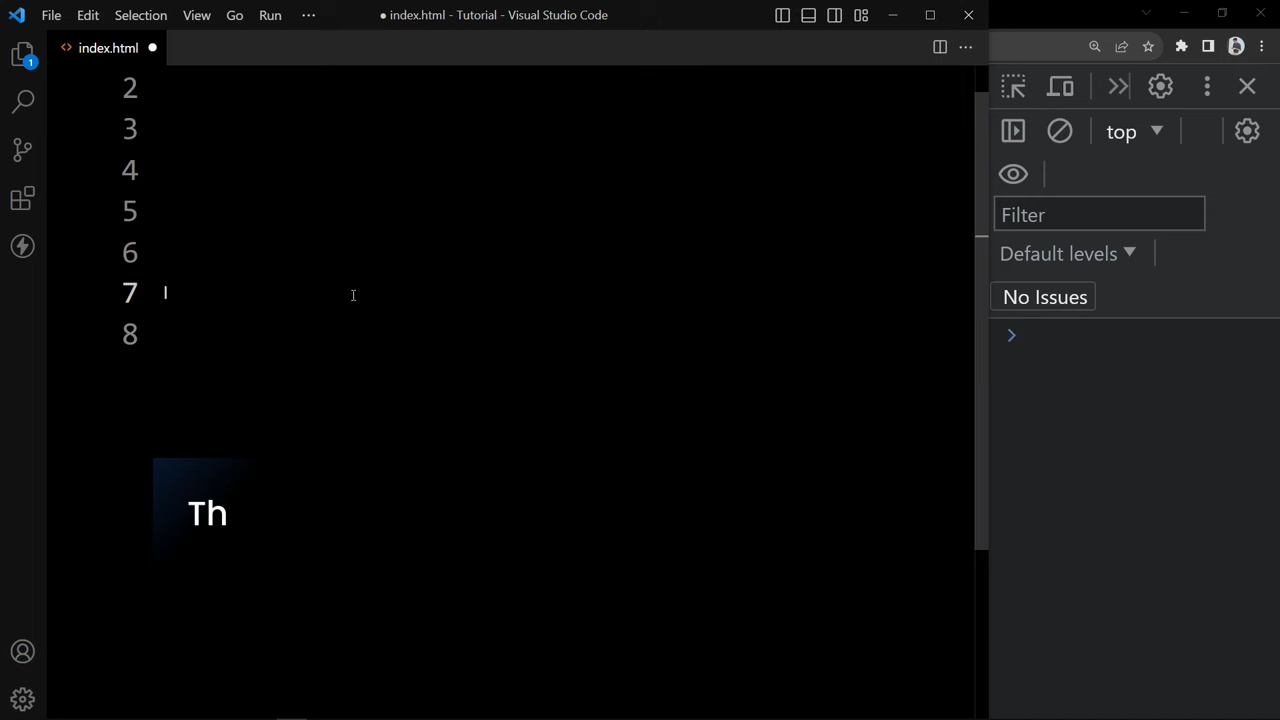 File Edit Selection View Go Run ··· ● index.html - Tutorial - Visual Studio Code
<> index.html ●
1
2
3
4
5
6
7
8
Th
top
Filter
Default levels
No Issues